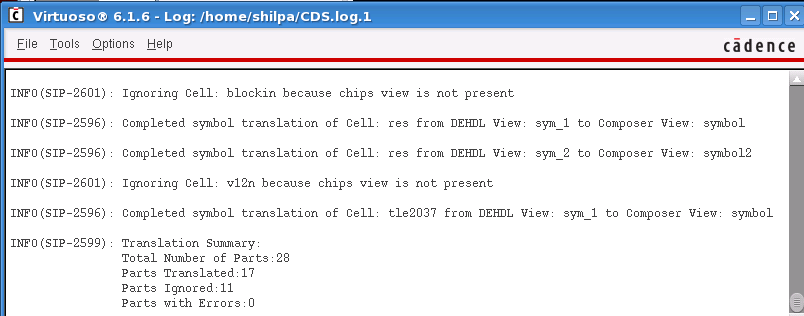 Virtuoso® 6.1.6 - Log: /home/shilpa/CDS.log.1
File Tools Options Help
cādence
INFO(SIP-2601): Ignoring Cell: blockin because chips view is not present
INFO(SIP-2596): Completed symbol translation of Cell: res from DEHDL View: sym_1 to Composer View: symbol
INFO(SIP-2596): Completed symbol translation of Cell: res from DEHDL View: sym_2 to Composer View: symbol2
INFO(SIP-2601): Ignoring Cell: v12n because chips view is not present
INFO(SIP-2596): Completed symbol translation of Cell: tle2037 from DEHDL View: sym_1 to Composer View: symbol
INFO(SIP-2599): Translation Summary:
Total Number of Parts:28
Parts Translated:17
Parts Ignored:11
Parts with Errors:0